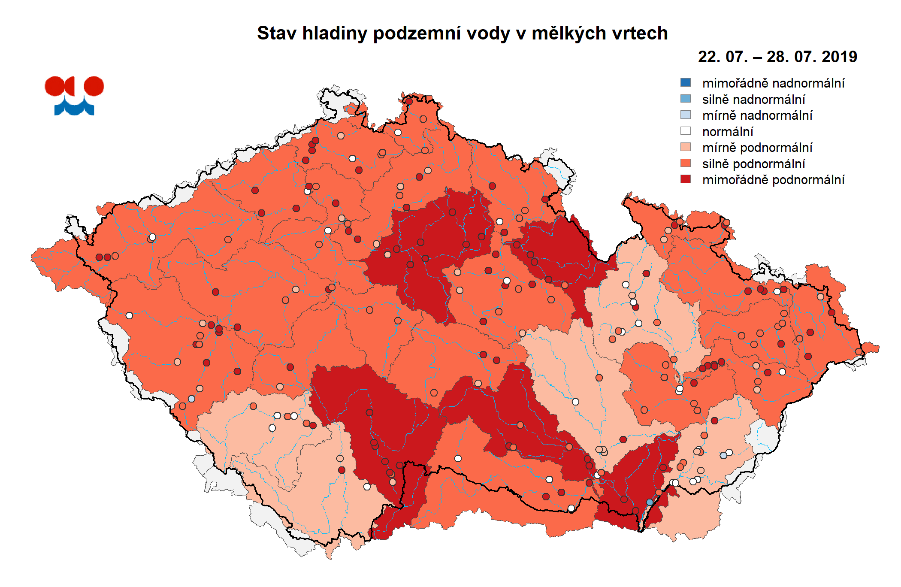 Stav hladiny podzemní vody v mělkých vrtech
22. 07. – 28. 07. 2019
mimořádně nadnormální
silně nadnormální
mírně nadnormální
normální
mírně podnormální
silně podnormální
mimořádně podnormální